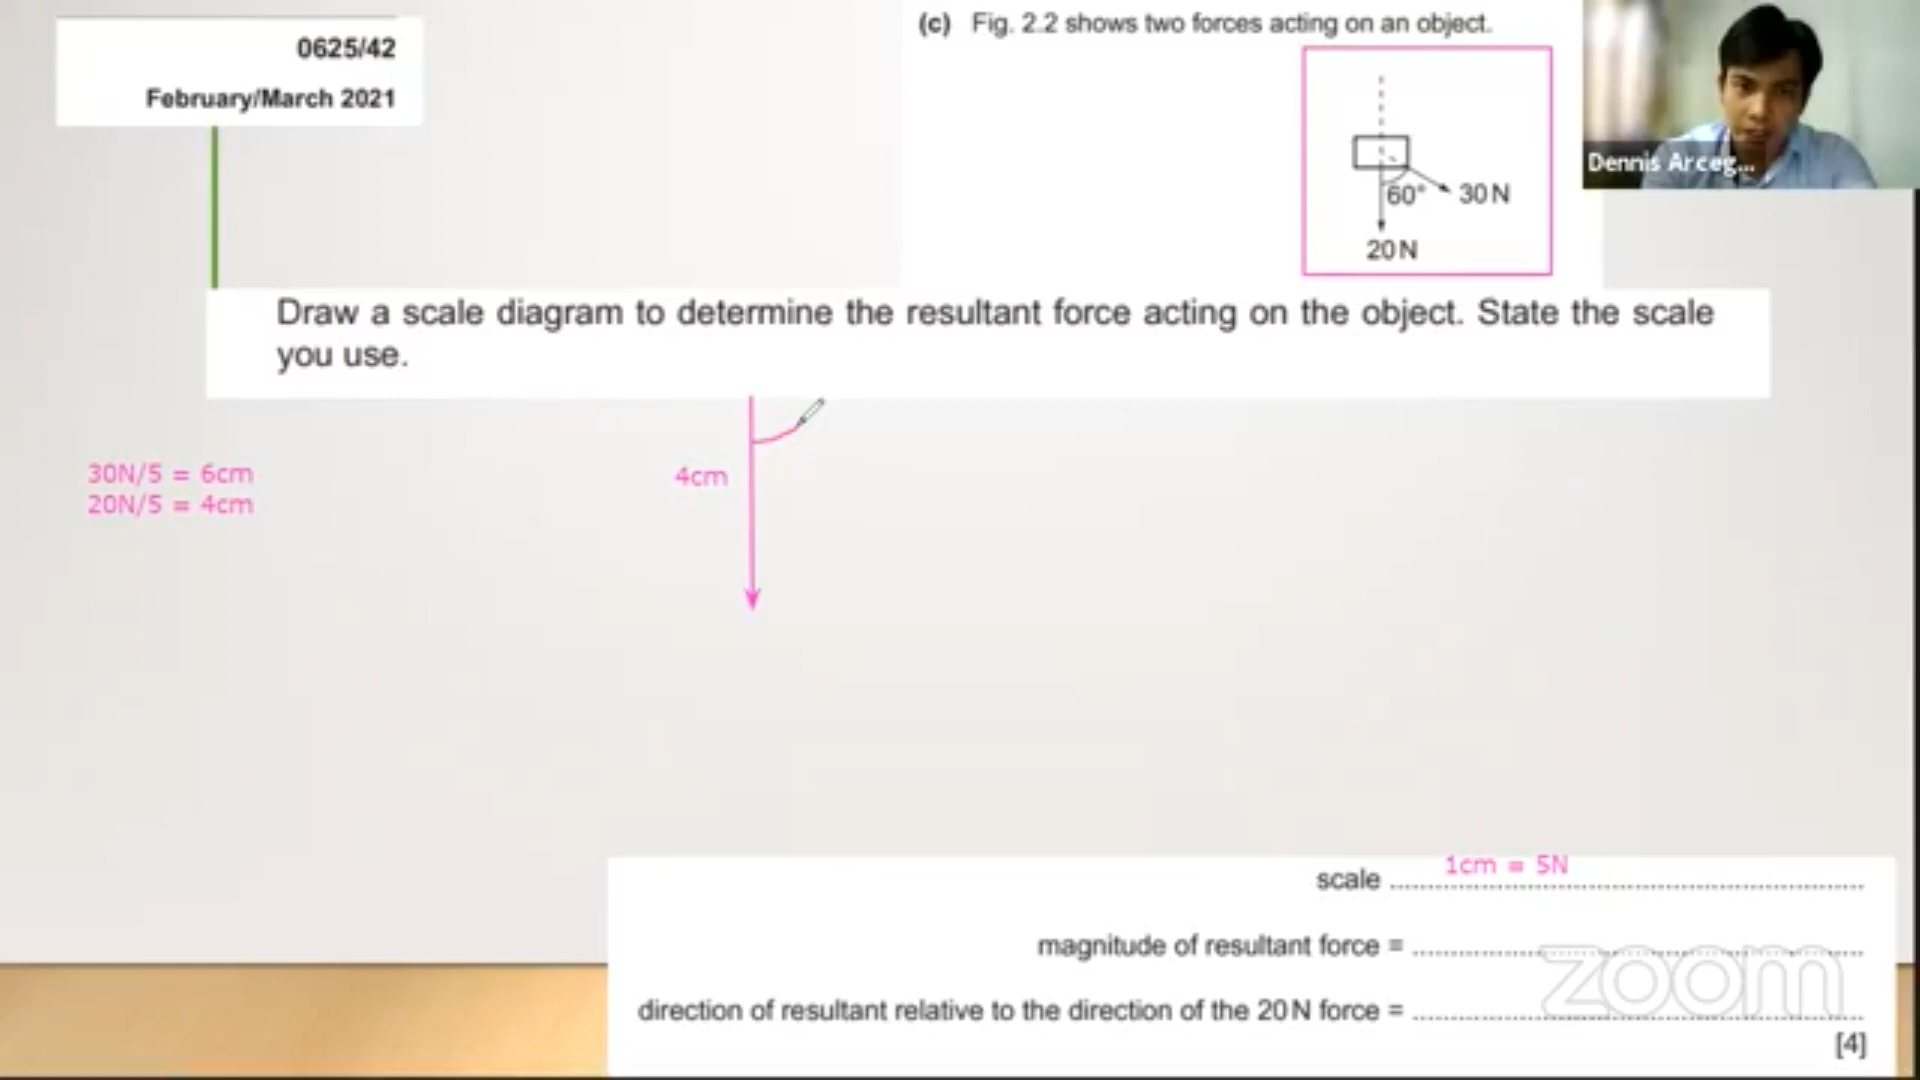 0625/42
February/March 2021
(c) Fig. 2.2 shows two forces acting on an object.
60°
30 N
20 N
Dennis Arceg...
Draw a scale diagram to determine the resultant force acting on the object. State the scale
you use.
30N/5 = 6cm
20N/5 = 4cm
4cm
scale ........ 1cm = 5N ........
magnitude of resultant force = ........
direction of resultant relative to the direction of the 20 N force = ........
[4]
zoom